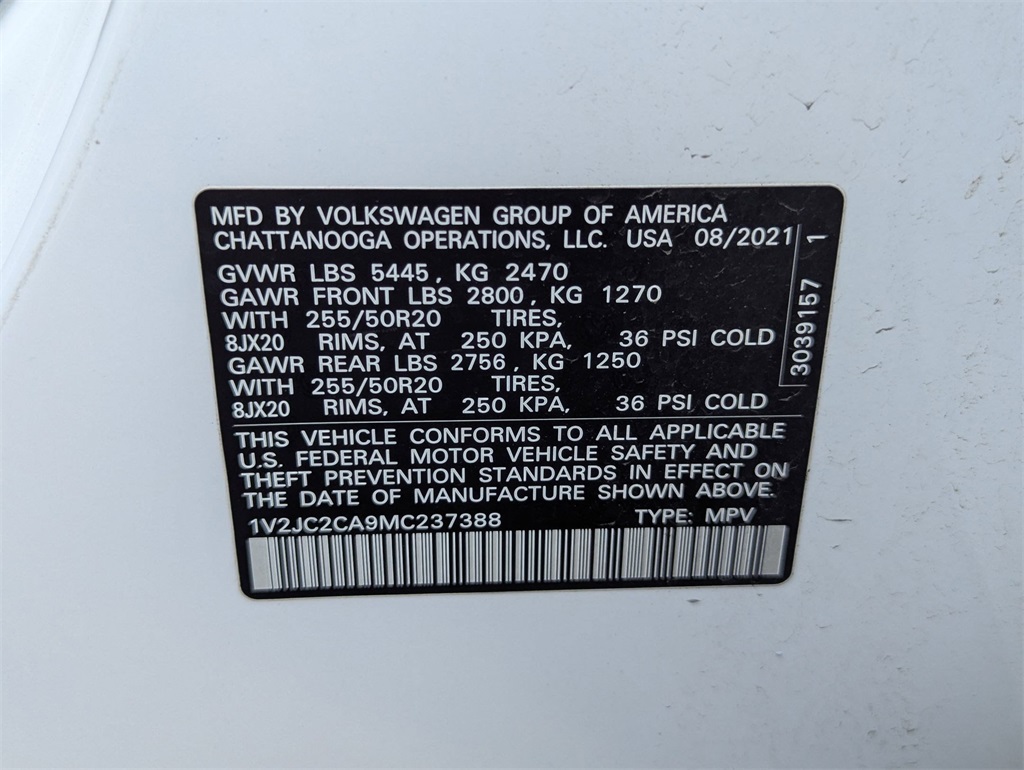 MFD BY VOLKSWAGEN GROUP OF AMERICA
CHATTANOOGA OPERATIONS, LLC. USA 08/2021
GVWR LBS 5445, KG 2470
GAWR FRONT LBS 2800, KG 1270
WITH 255/50R20 TIRES,
8JX20 RIMS, AT 250 KPA, 36 PSI COLD
GAWR REAR LBS 2756, KG 1250
WITH 255/50R20 TIRES,
8JX20 RIMS, AT 250 KPA, 36 PSI COLD
3039157 1
THIS VEHICLE CONFORMS TO ALL APPLICABLE
U.S. FEDERAL MOTOR VEHICLE SAFETY AND
THEFT PREVENTION STANDARDS IN EFFECT ON
THE DATE OF MANUFACTURE SHOWN ABOVE.
1V2JC2CA9MC237388 TYPE: MPV